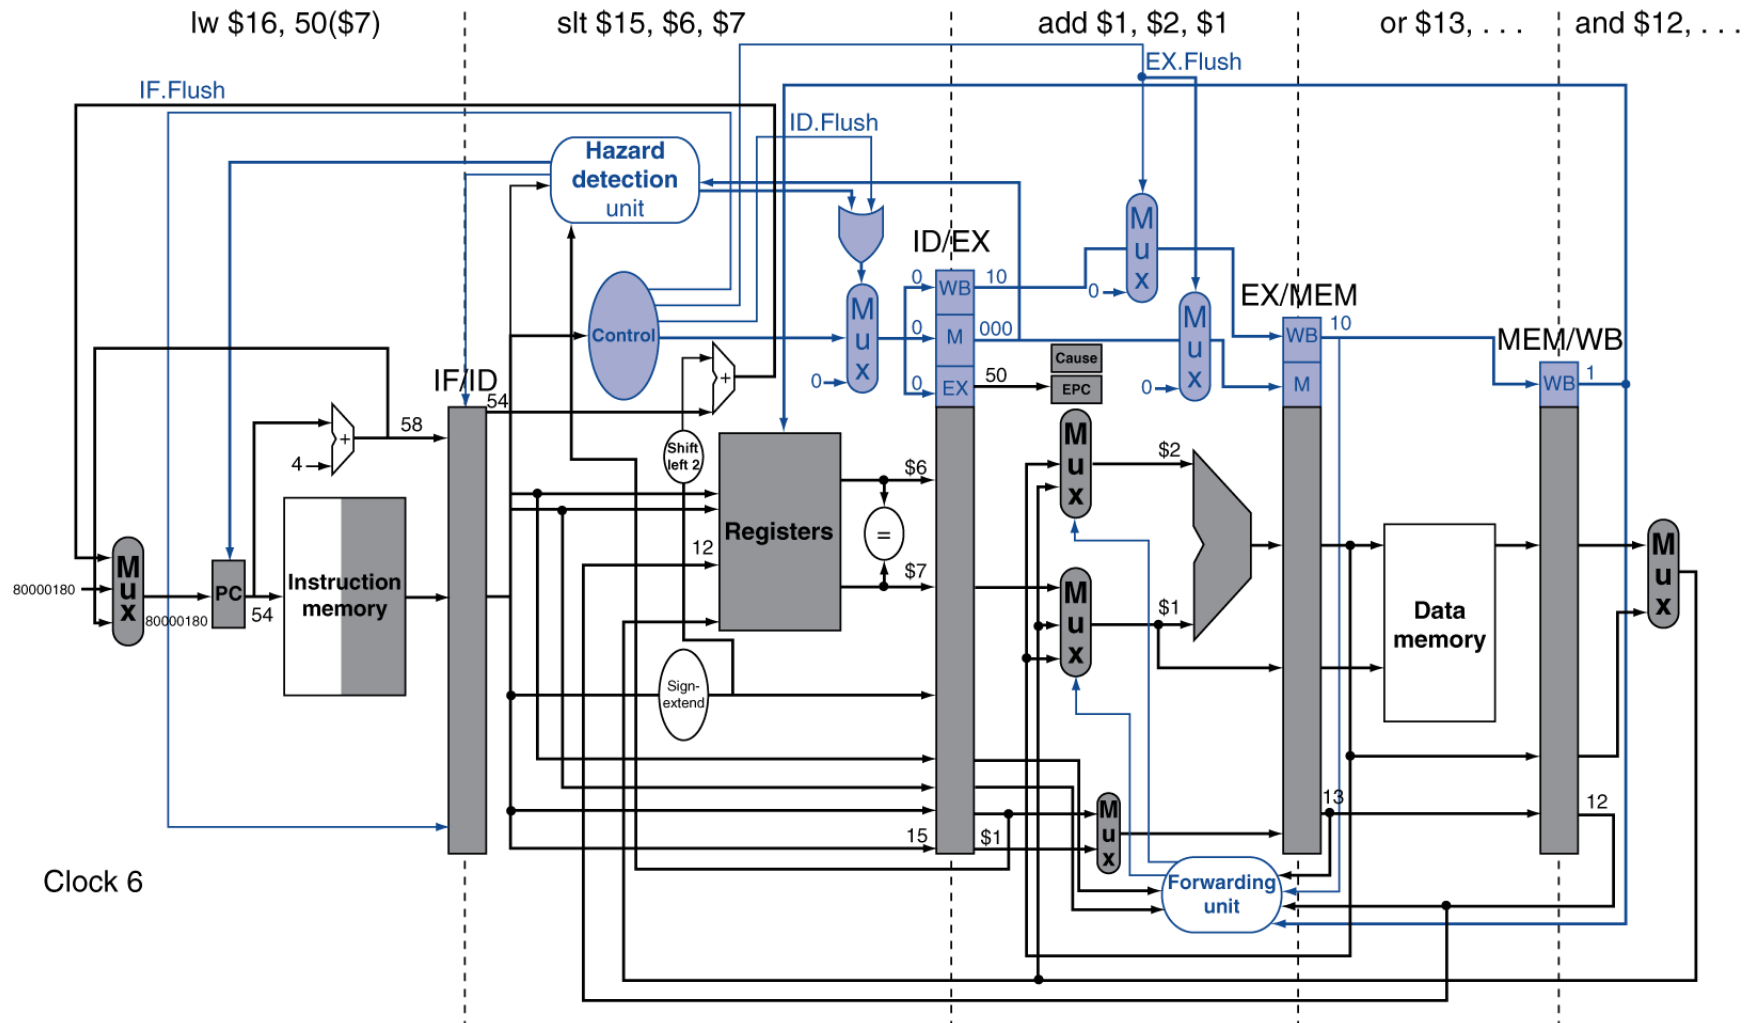 lw $16, 50($7)
slt $15, $6, $7
add $1, $2, $1
or $13, . . .
and $12, . . .
EX.Flush
IF.Flush
ID.Flush
Hazard
detection
unit
M
u
x
0
ID/EX
0
WB
10
0
M
000
0
EX
50
Control
M
u
x
0
M
u
x
0
EX/MEM
WB
10
M
Cause
EPC
MEM/WB
WB
1
IF/ID
54
+
58
+
4
Shift
left 2
M
u
x
$2
$6
=
$7
Registers
12
M
u
x
80000180
80000180
PC
54
Instruction
memory
M
u
x
$1
Data
memory
M
u
x
Sign-
extend
15
$1
M
u
x
13
12
Forwarding
unit
Clock 6